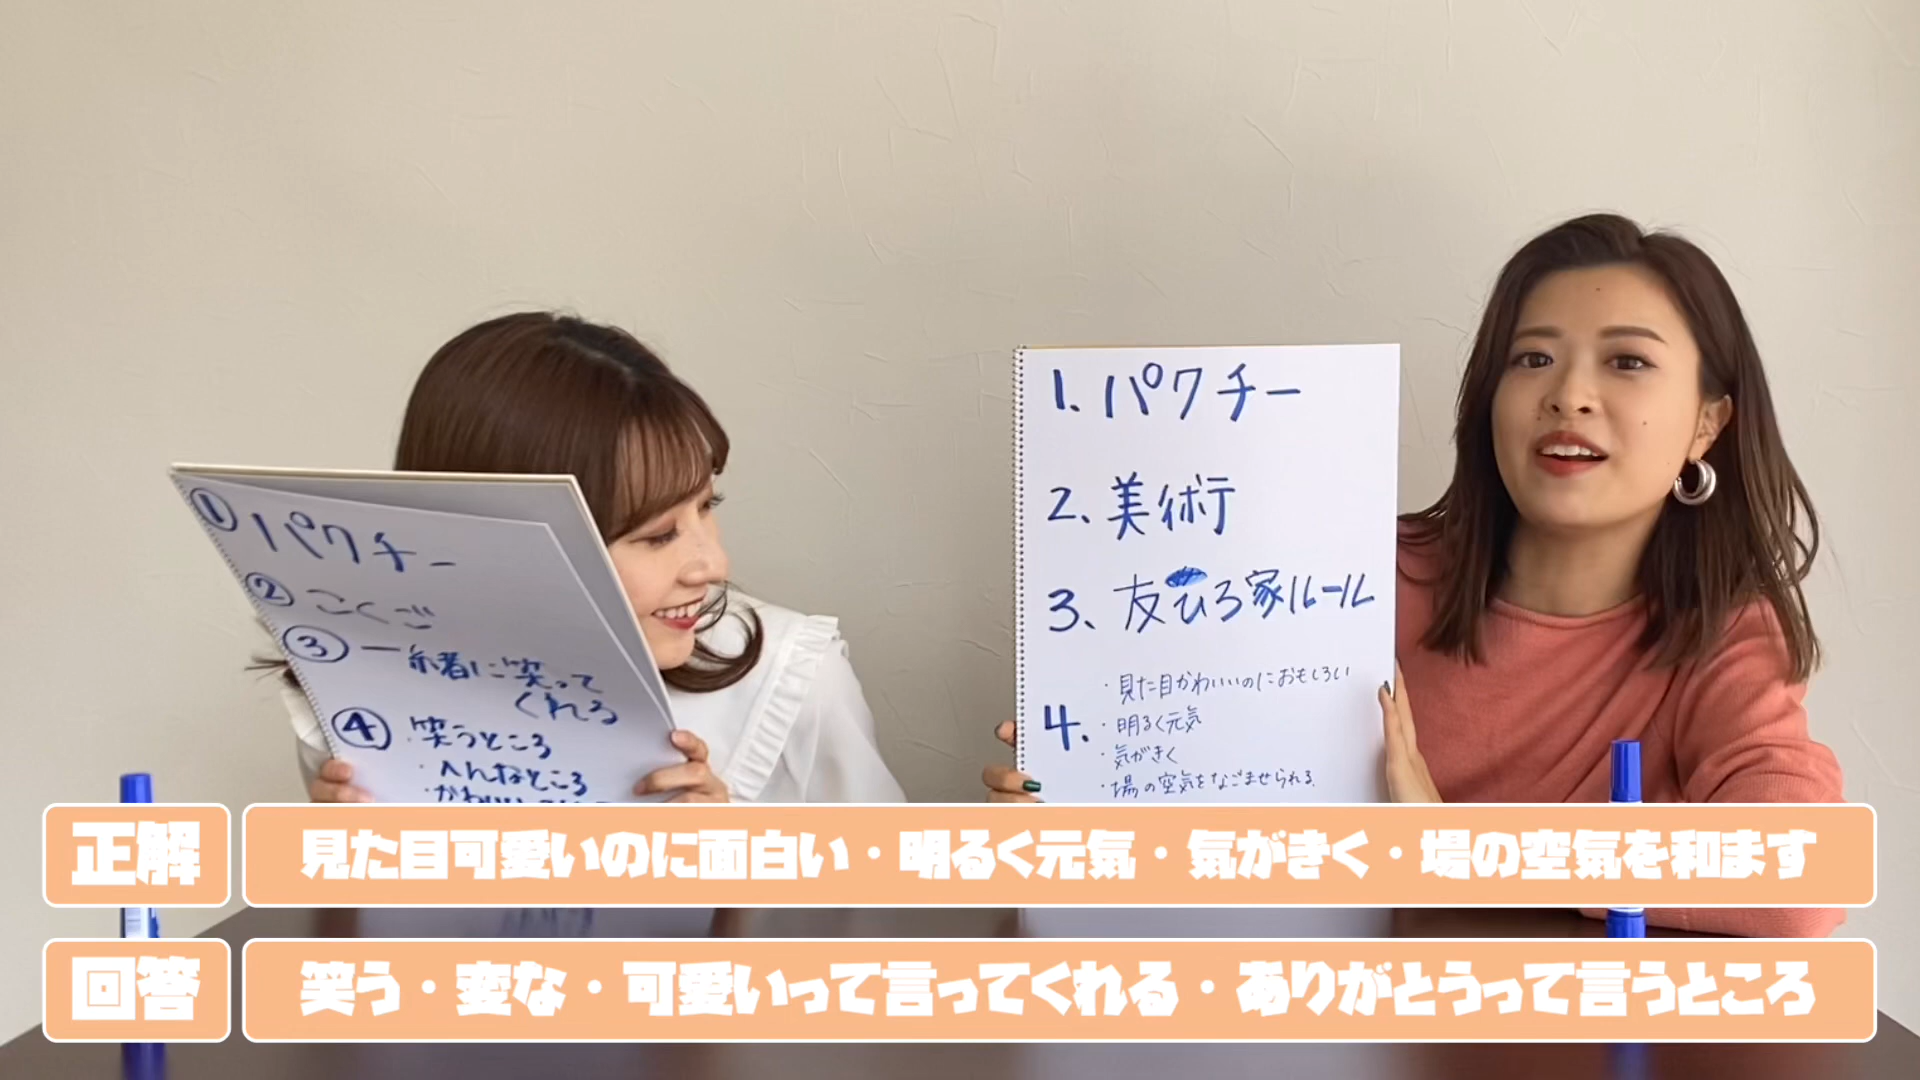 ① パクチー
② こくご
③ 一緒に笑って
くれる
④ ・笑うところ
・へんなところ
1. パクチー
2. 美術
3. 友ひろ家ルール
4. ・見た目かわいいのにおもしろい
・明るく元気
・気がきく
・場の空気をなごませられる.
正解 見た目可愛いのに面白い・明るく元気・気がきく・場の空気を和ます
回答 笑う・変な・可愛いって言ってくれる・ありがとうって言うところ